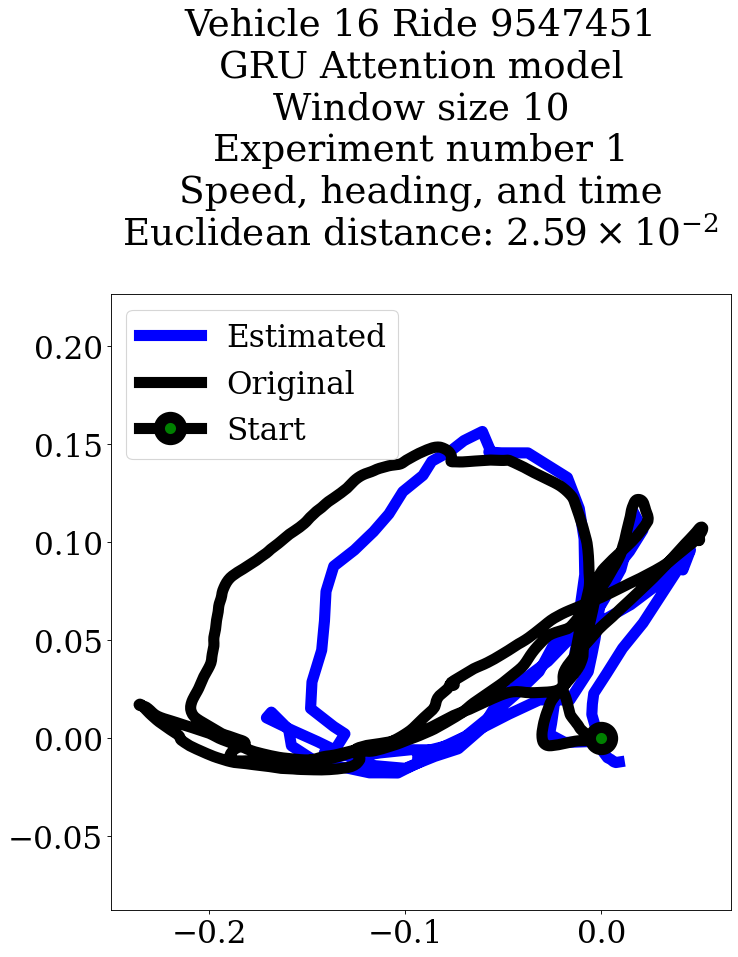 Vehicle 16 Ride 9547451
GRU Attention model
Window size 10
Experiment number 1
Speed, heading, and time
Euclidean distance: 2.59 × 10⁻²
Estimated
Original
Start
0.20
0.15
0.10
0.05
0.00
−0.05
−0.2 −0.1 0.0